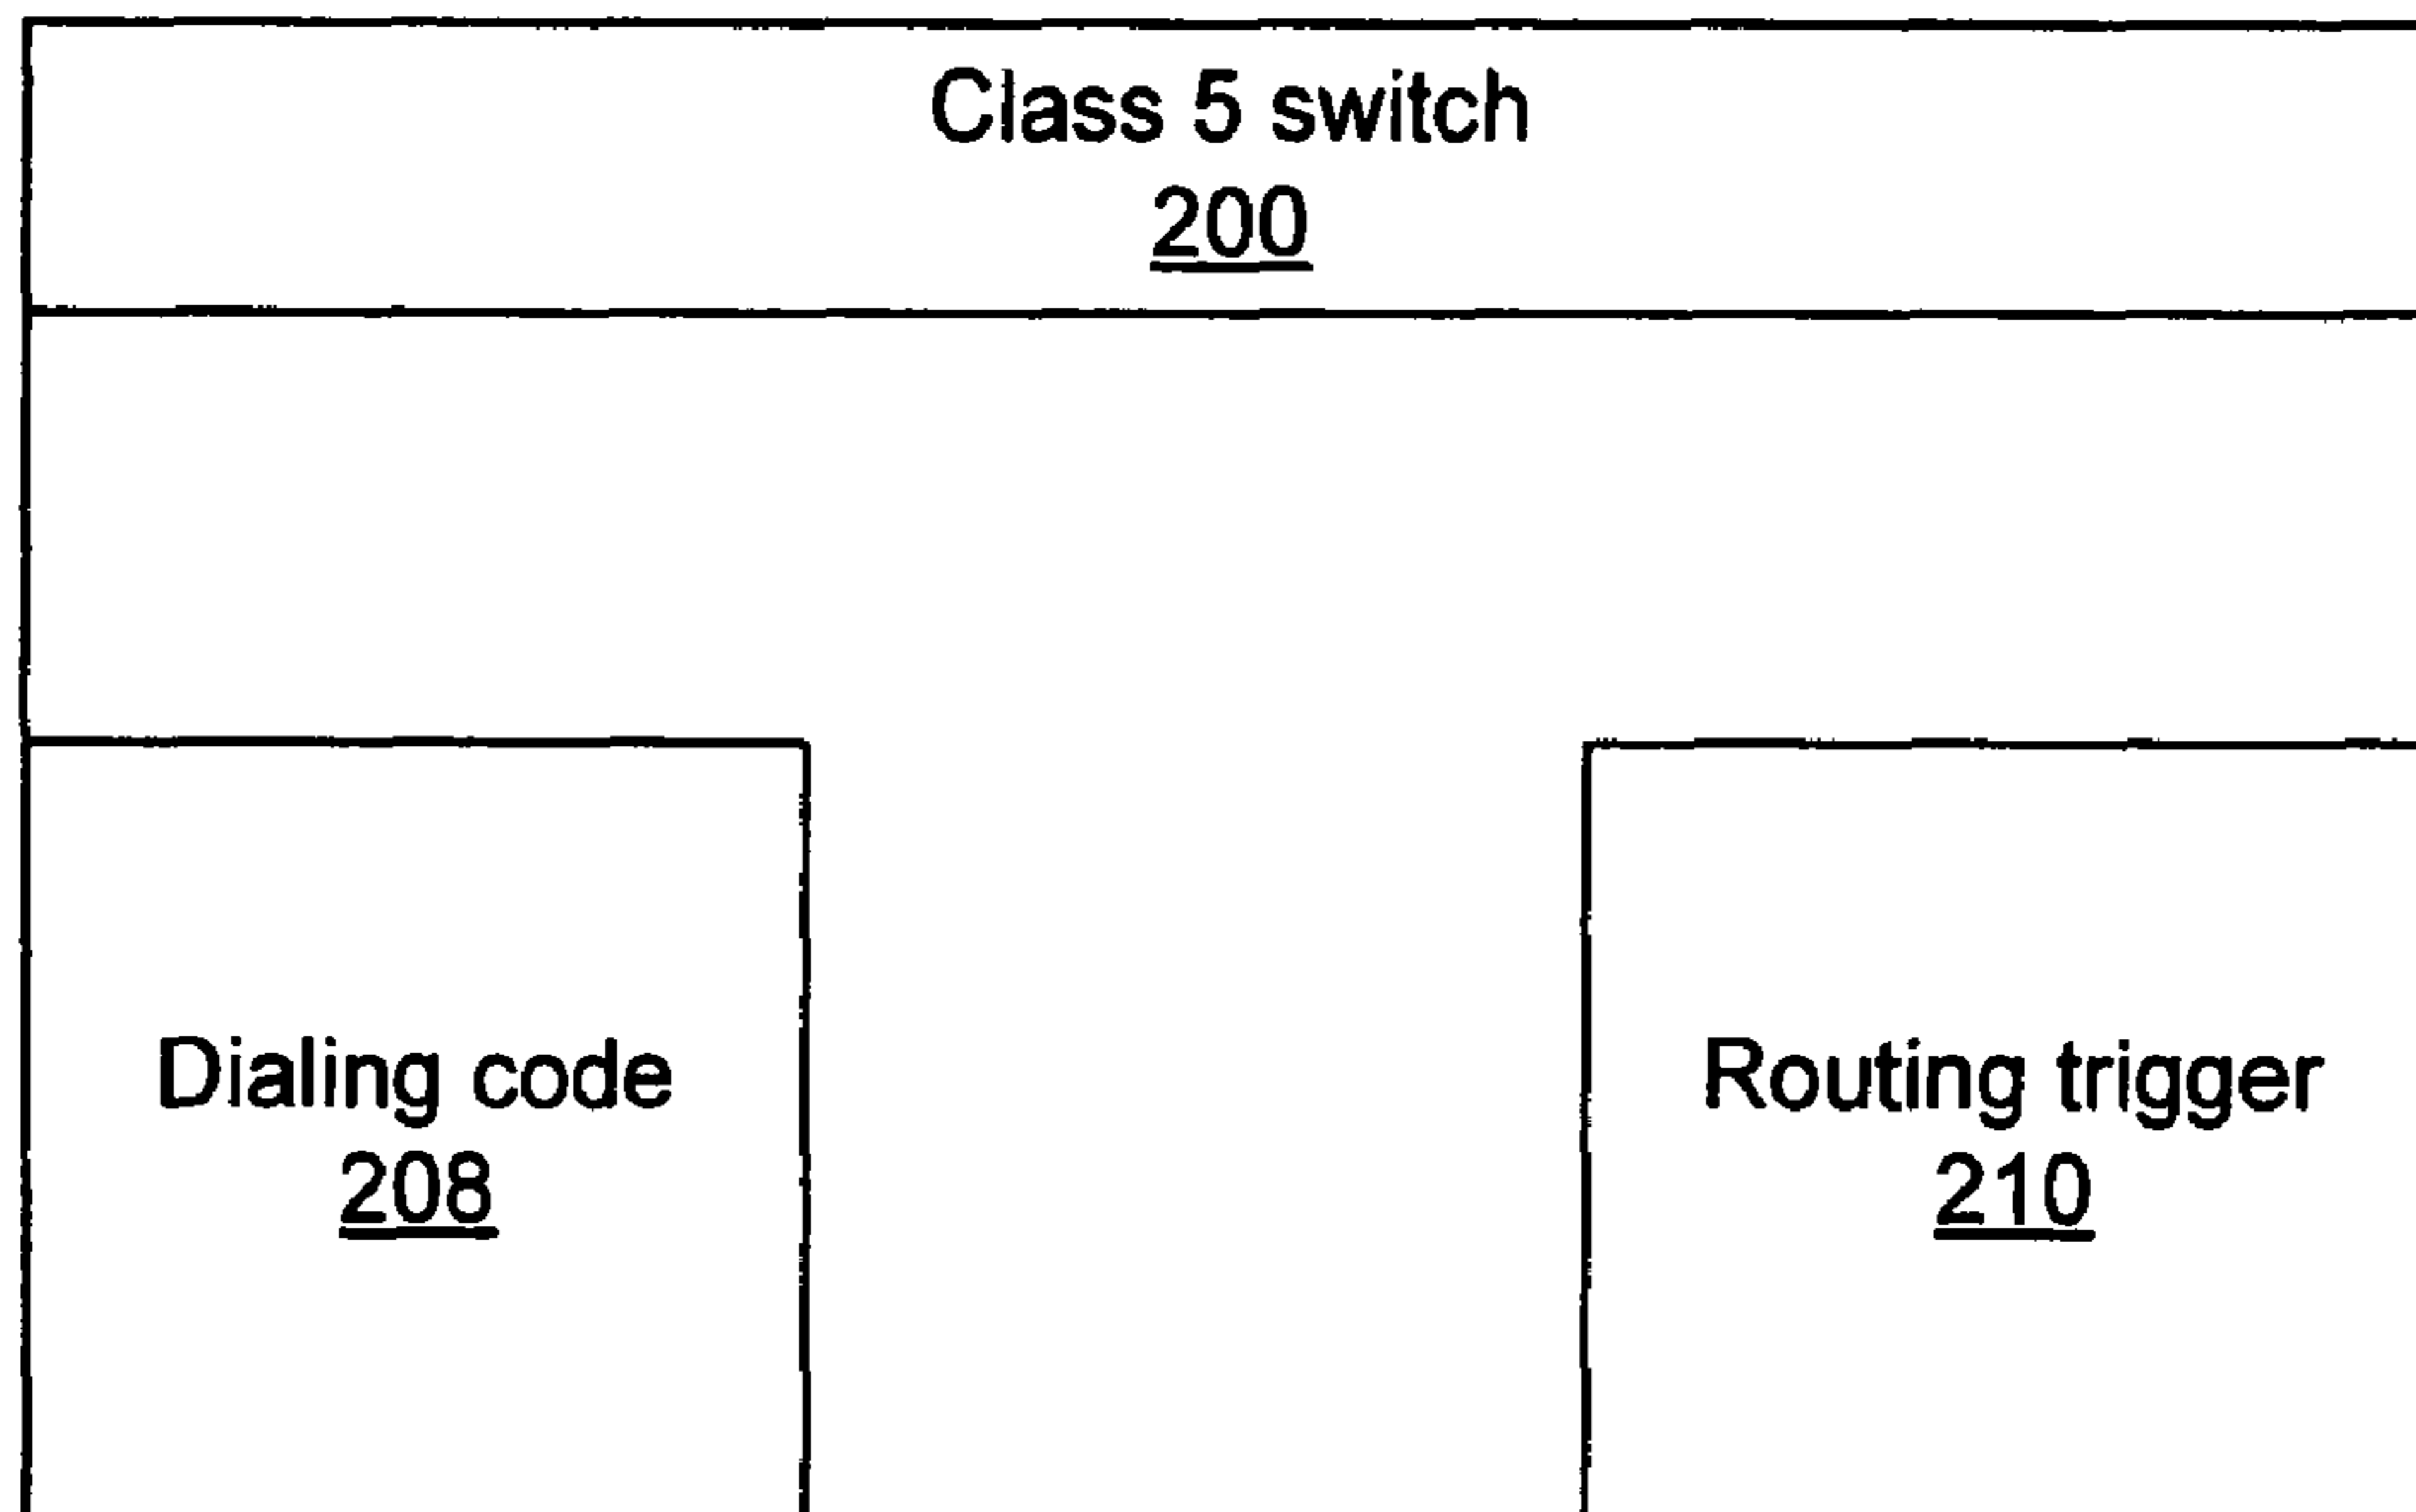 Class 5 switch
200
Dialing code
208
Routing trigger
210